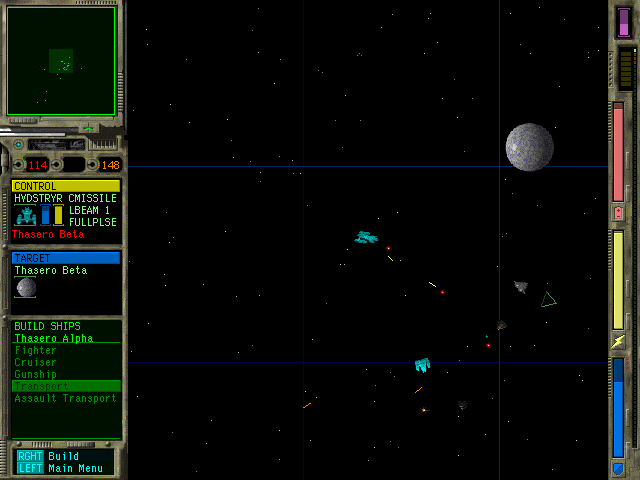 114 148
CONTROL
HVDSTRYR CMISSILE
LBEAM 1
FULLPLSE
Thasero Beta
TARGET
Thasero Beta
BUILD SHIPS
Thasero Alpha
Fighter
Cruiser
Gunship
Transport
Assault Transport
RGHT Build
LEFT Main Menu